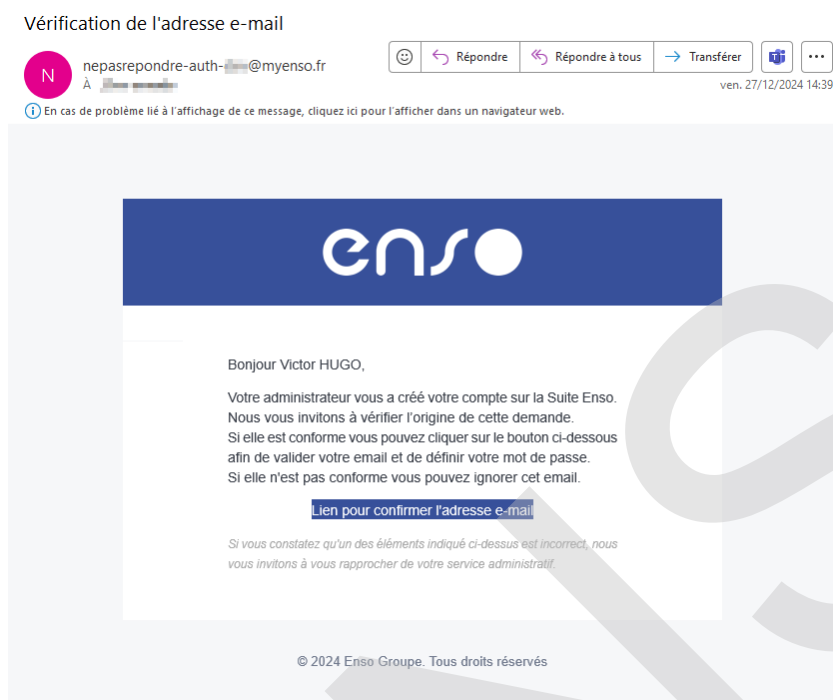 Vérification de l'adresse e-mail
N
nepasrepondre-auth-@myenso.fr
À
Répondre
Répondre à tous
Transférer
ven. 27/12/2024 14:39
En cas de problème lié à l'affichage de ce message, cliquez ici pour l'afficher dans un navigateur web.
enso
Bonjour Victor HUGO,
Votre administrateur vous a créé votre compte sur la Suite Enso.
Nous vous invitons à vérifier l'origine de cette demande.
Si elle est conforme vous pouvez cliquer sur le bouton ci-dessous
afin de valider votre email et de définir votre mot de passe.
Si elle n'est pas conforme vous pouvez ignorer cet email.
Lien pour confirmer l'adresse e-mail
Si vous constatez qu'un des éléments indiqué ci-dessus est incorrect, nous
vous invitons à vous rapprocher de votre service administratif.
© 2024 Enso Groupe. Tous droits réservés